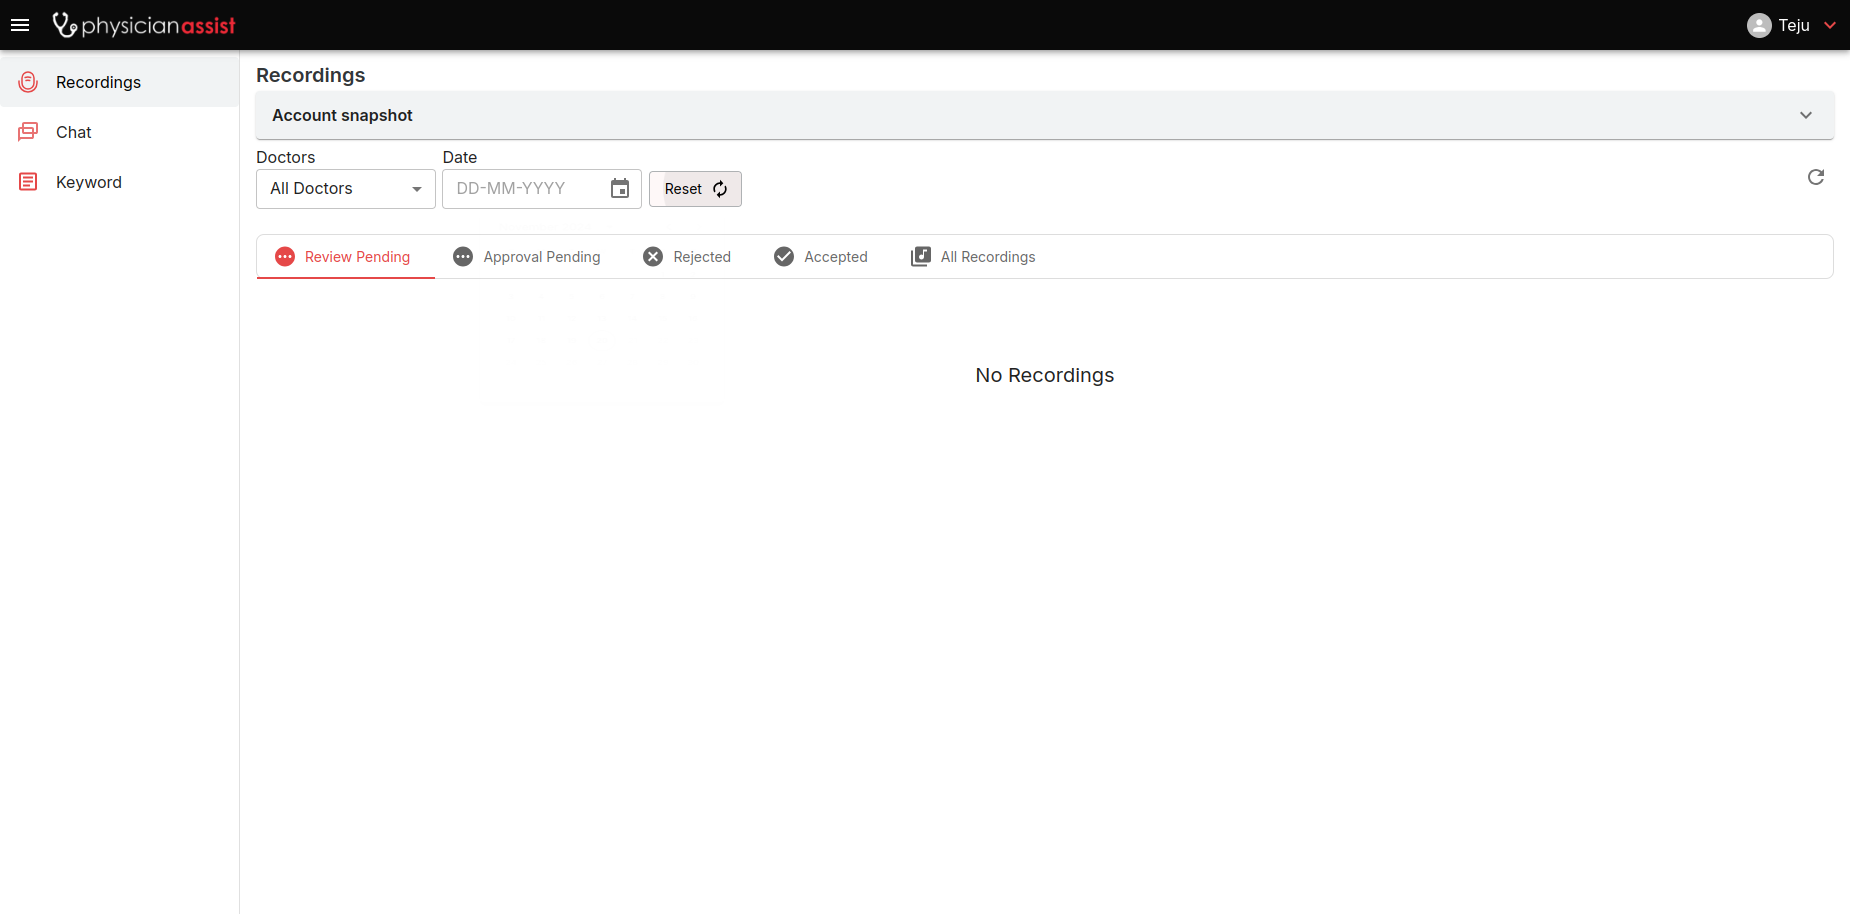 physicianassist
Teju
Recordings
Chat
Keyword
Recordings
Account snapshot
Doctors
Date
All Doctors
DD-MM-YYYY
Reset
Review Pending
Approval Pending
Rejected
Accepted
All Recordings
No Recordings